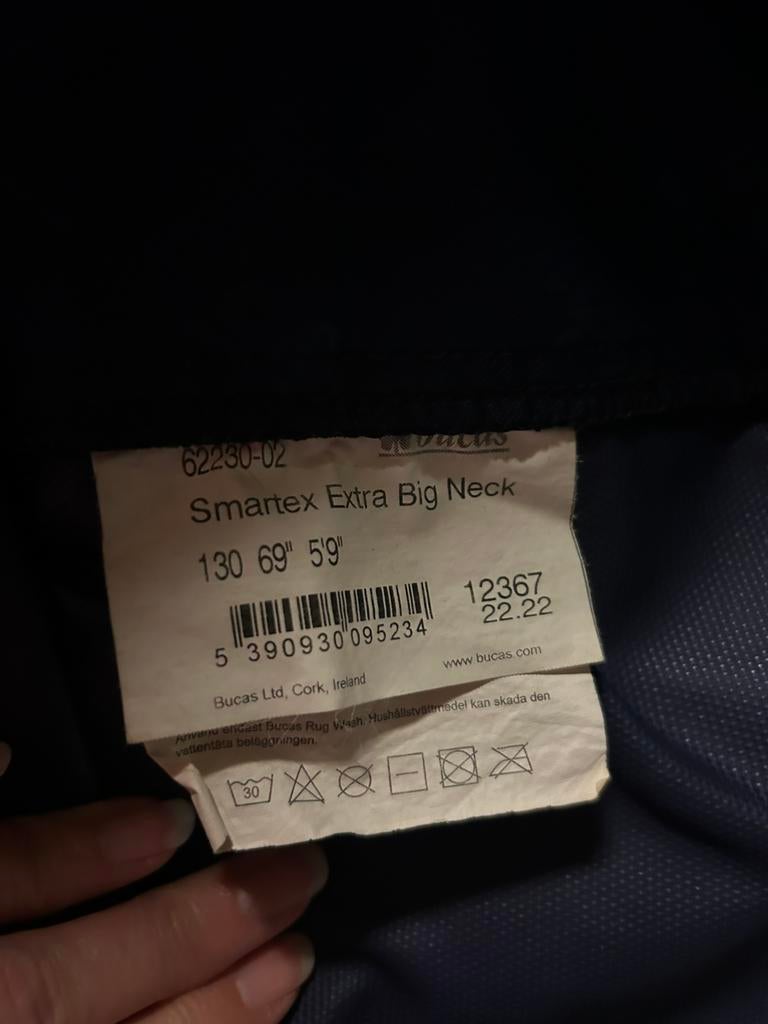 62230-02 bucas
Smartex Extra Big Neck
130 69" 5'9"
12367
22.22
5 390930 095234
Bucas Ltd, Cork, Ireland www.bucas.com
Använd endast Bucas Rug Wash. Hushållstvättmedel kan skada den
vattentäta beläggningen.
30